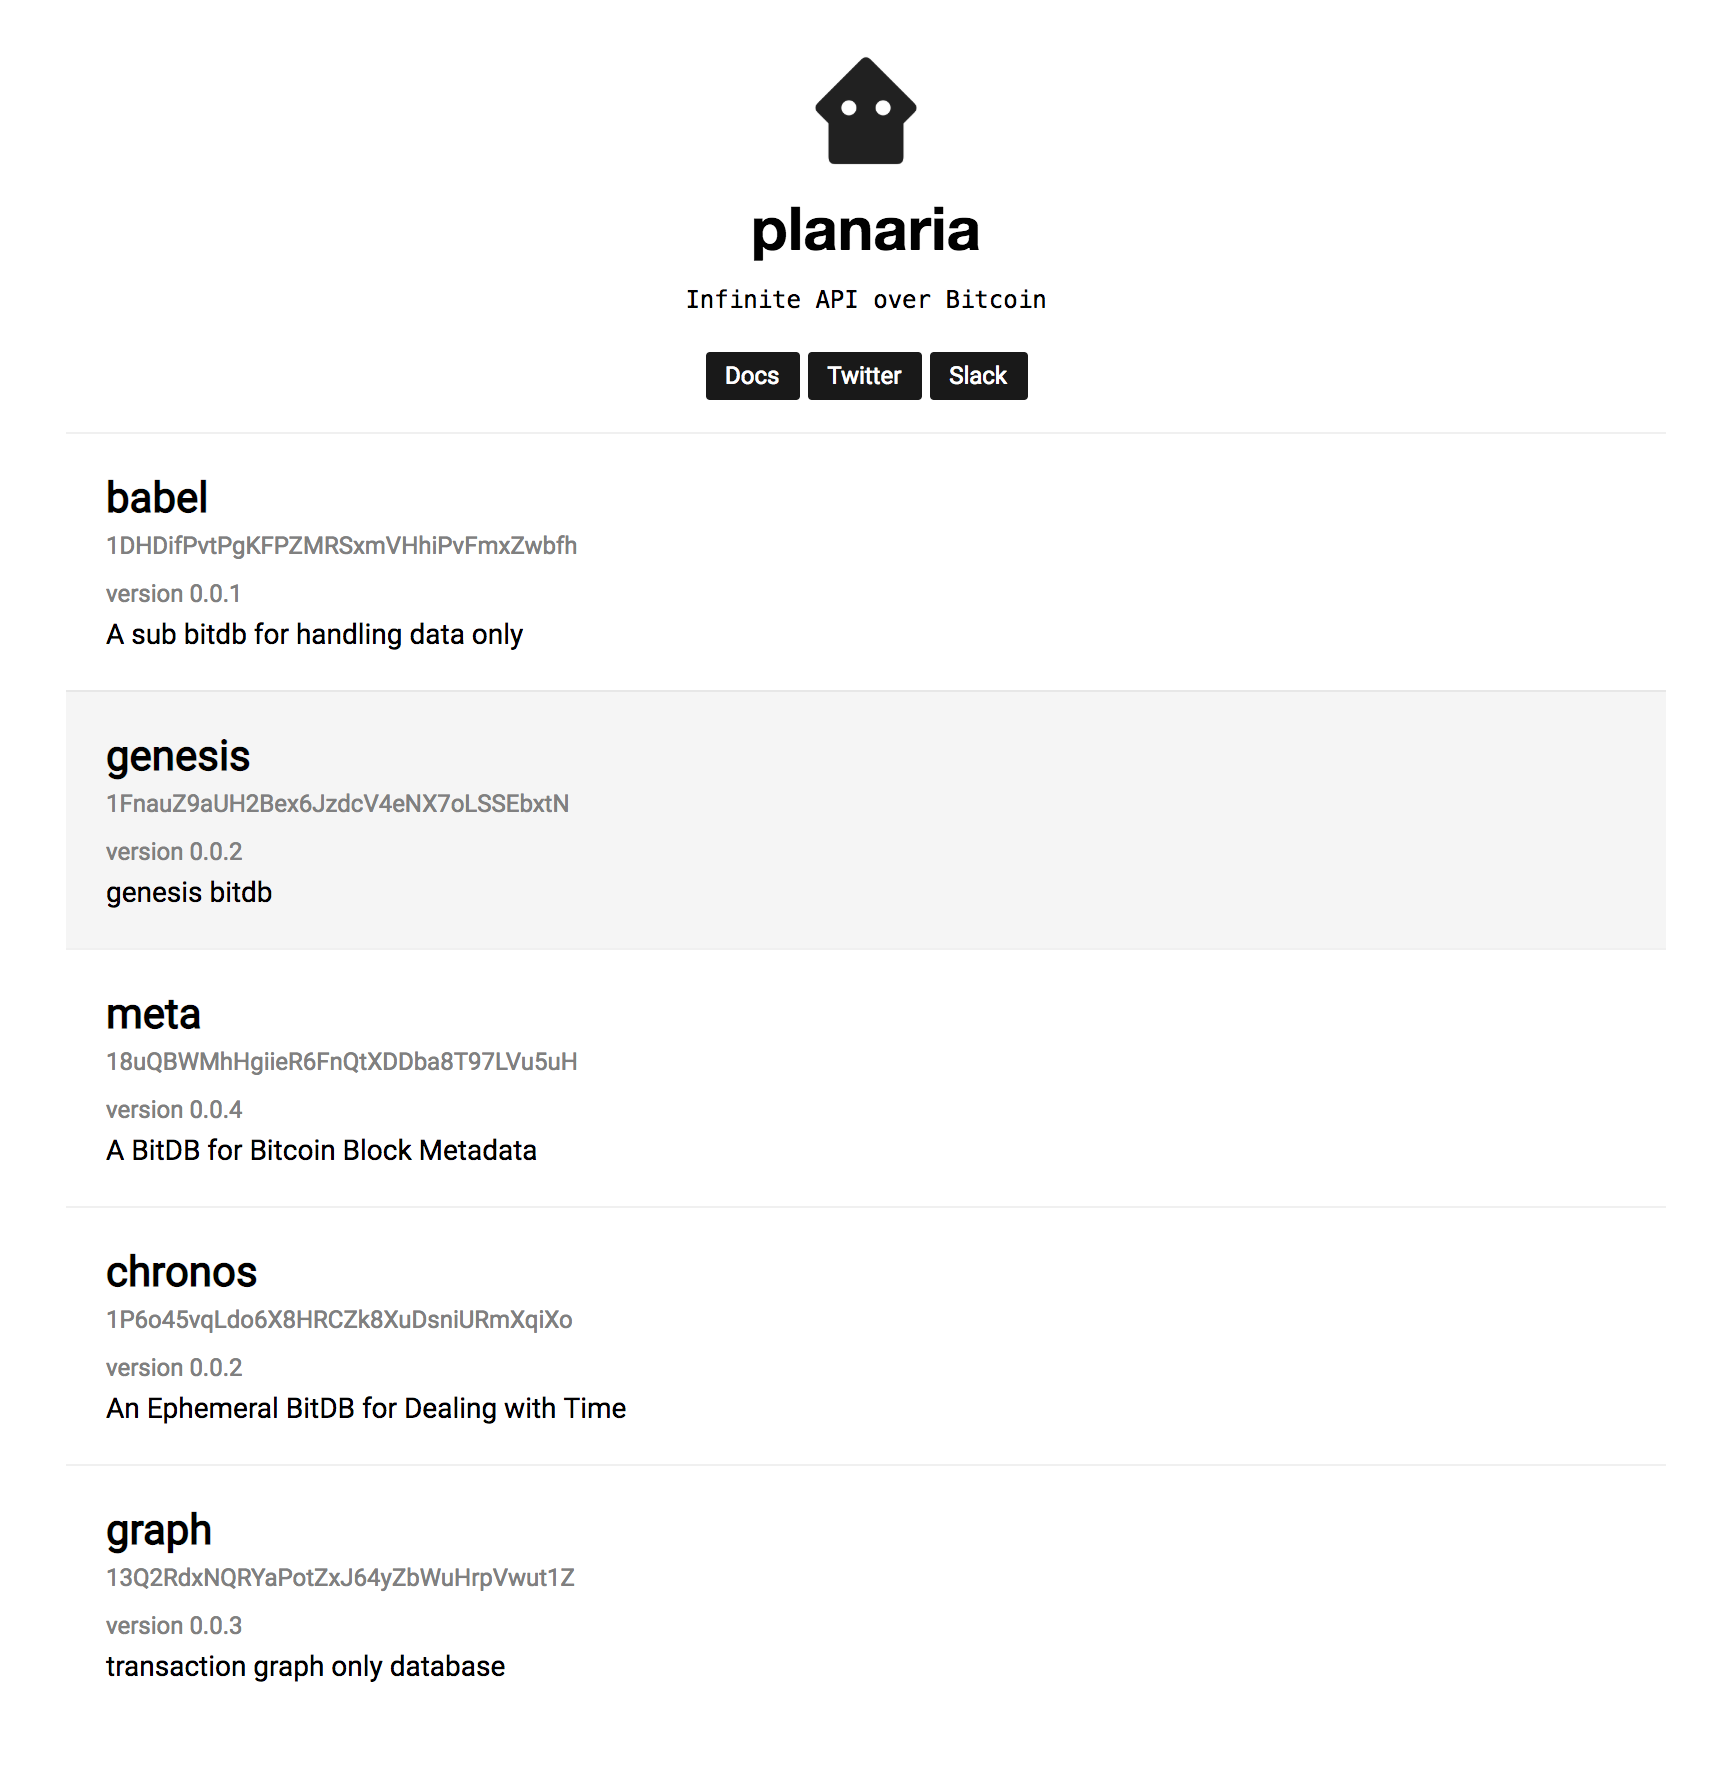 planaria
Infinite API over Bitcoin
Docs Twitter Slack
babel
1DHDifPvtPgKFPZMRSxmVHhiPvFmxZwbfh
version 0.0.1
A sub bitdb for handling data only
genesis
1FnauZ9aUH2Bex6JzdcV4eNX7oLSSEbxtN
version 0.0.2
genesis bitdb
meta
18uQBWMhHgiieR6FnQtXDDba8T97LVu5uH
version 0.0.4
A BitDB for Bitcoin Block Metadata
chronos
1P6o45vqLdo6X8HRCZk8XuDsniURmXqiXo
version 0.0.2
An Ephemeral BitDB for Dealing with Time
graph
13Q2RdxNQRYaPotZxJ64yZbWuHrpVwut1Z
version 0.0.3
transaction graph only database